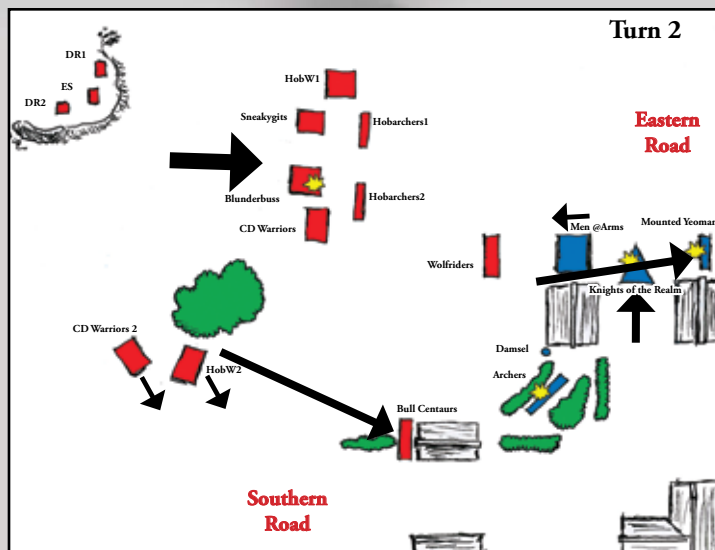 Turn 2
DR1
ES
DR2
HobW1
Sneakygits
Hobarchers1
Eastern
Road
Blunderbuss
Hobarchers2
CD Warriors
Men @Arms
Mounted Yeoman
Wolfriders
Knights of the Realm
CD Warriors 2
HobW2
Damsel
Archers
Bull Centaurs
Southern
Road